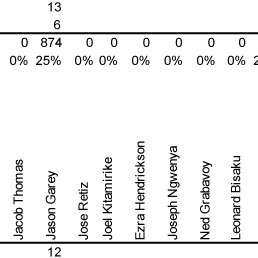 13
6
0 874 0 0 0 0 0 0
0% 25% 0% 0% 0% 0% 0% 0%
Jacob Thomas
Jason Garey
Jose Retiz
Joel Kitamirike
Ezra Hendrickson
Joseph Ngwenya
Ned Grabavoy
Leonard Bisaku
12